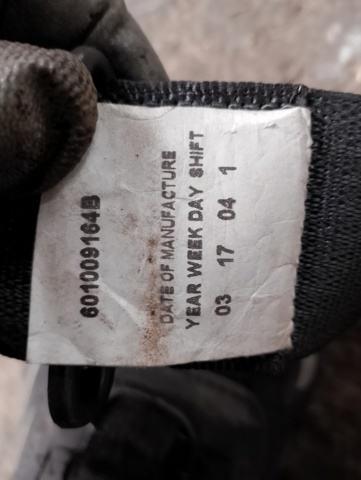 601009164B
DATE OF MANUFACTURE
YEAR WEEK DAY SHIFT
03 17 04 1